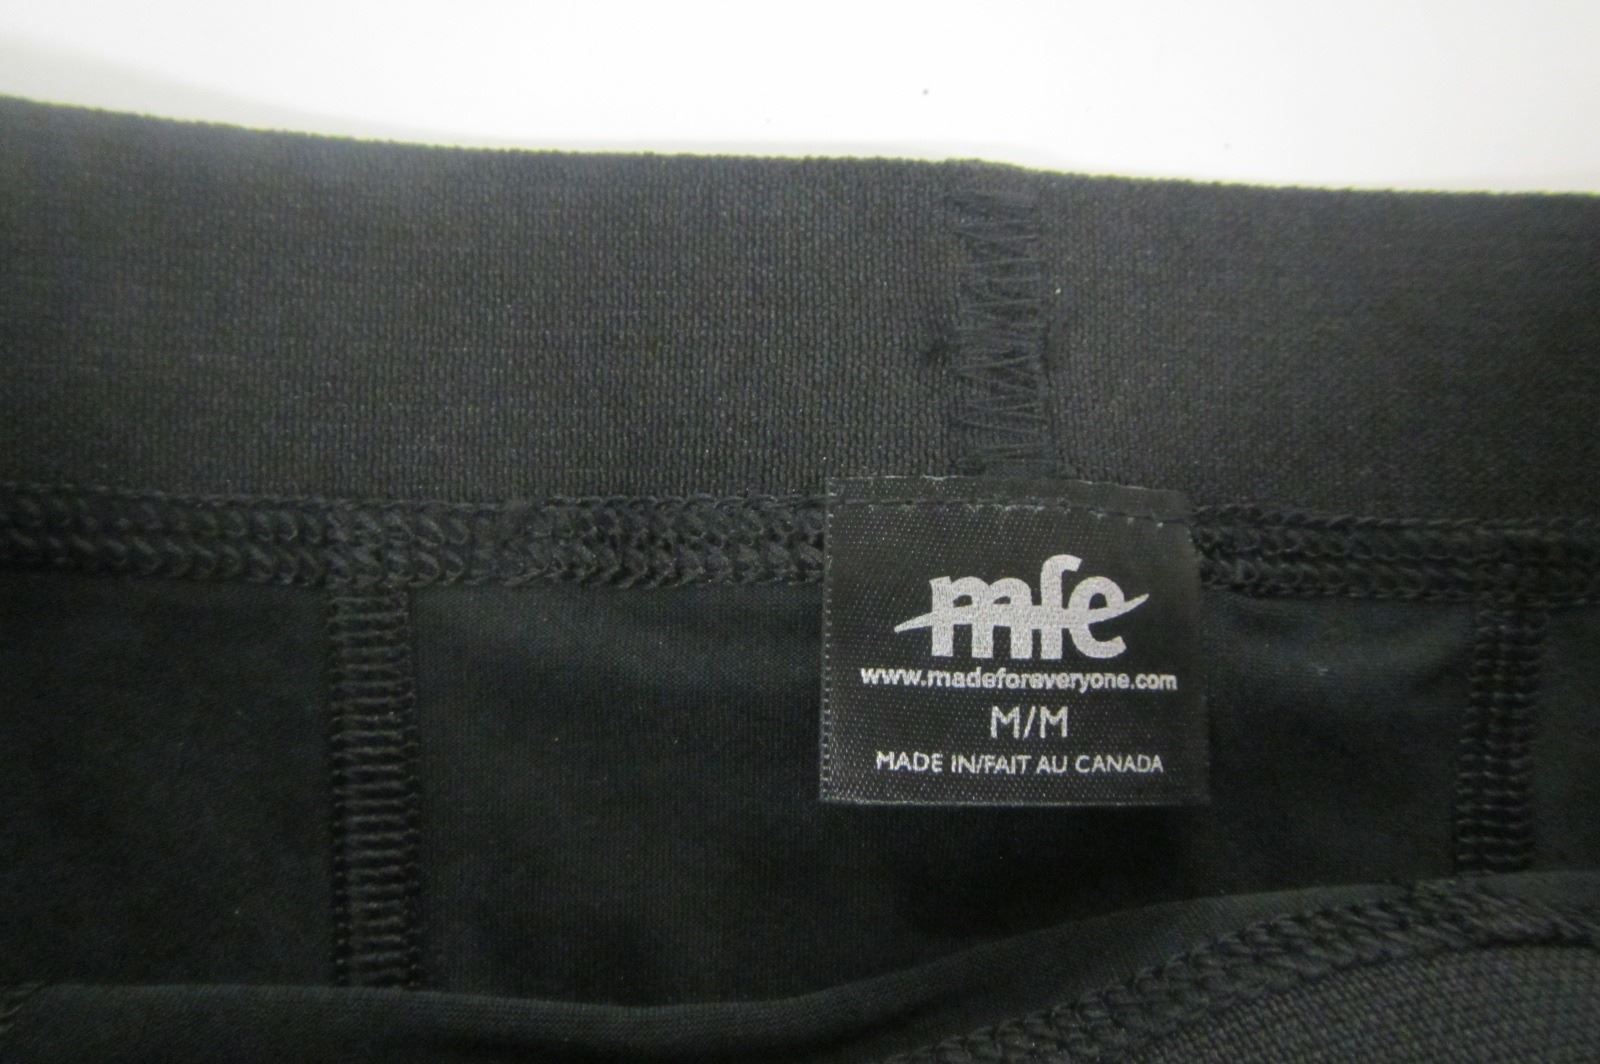 mfe
www.madeforeveryone.com
M/M
MADE IN/FAIT AU CANADA